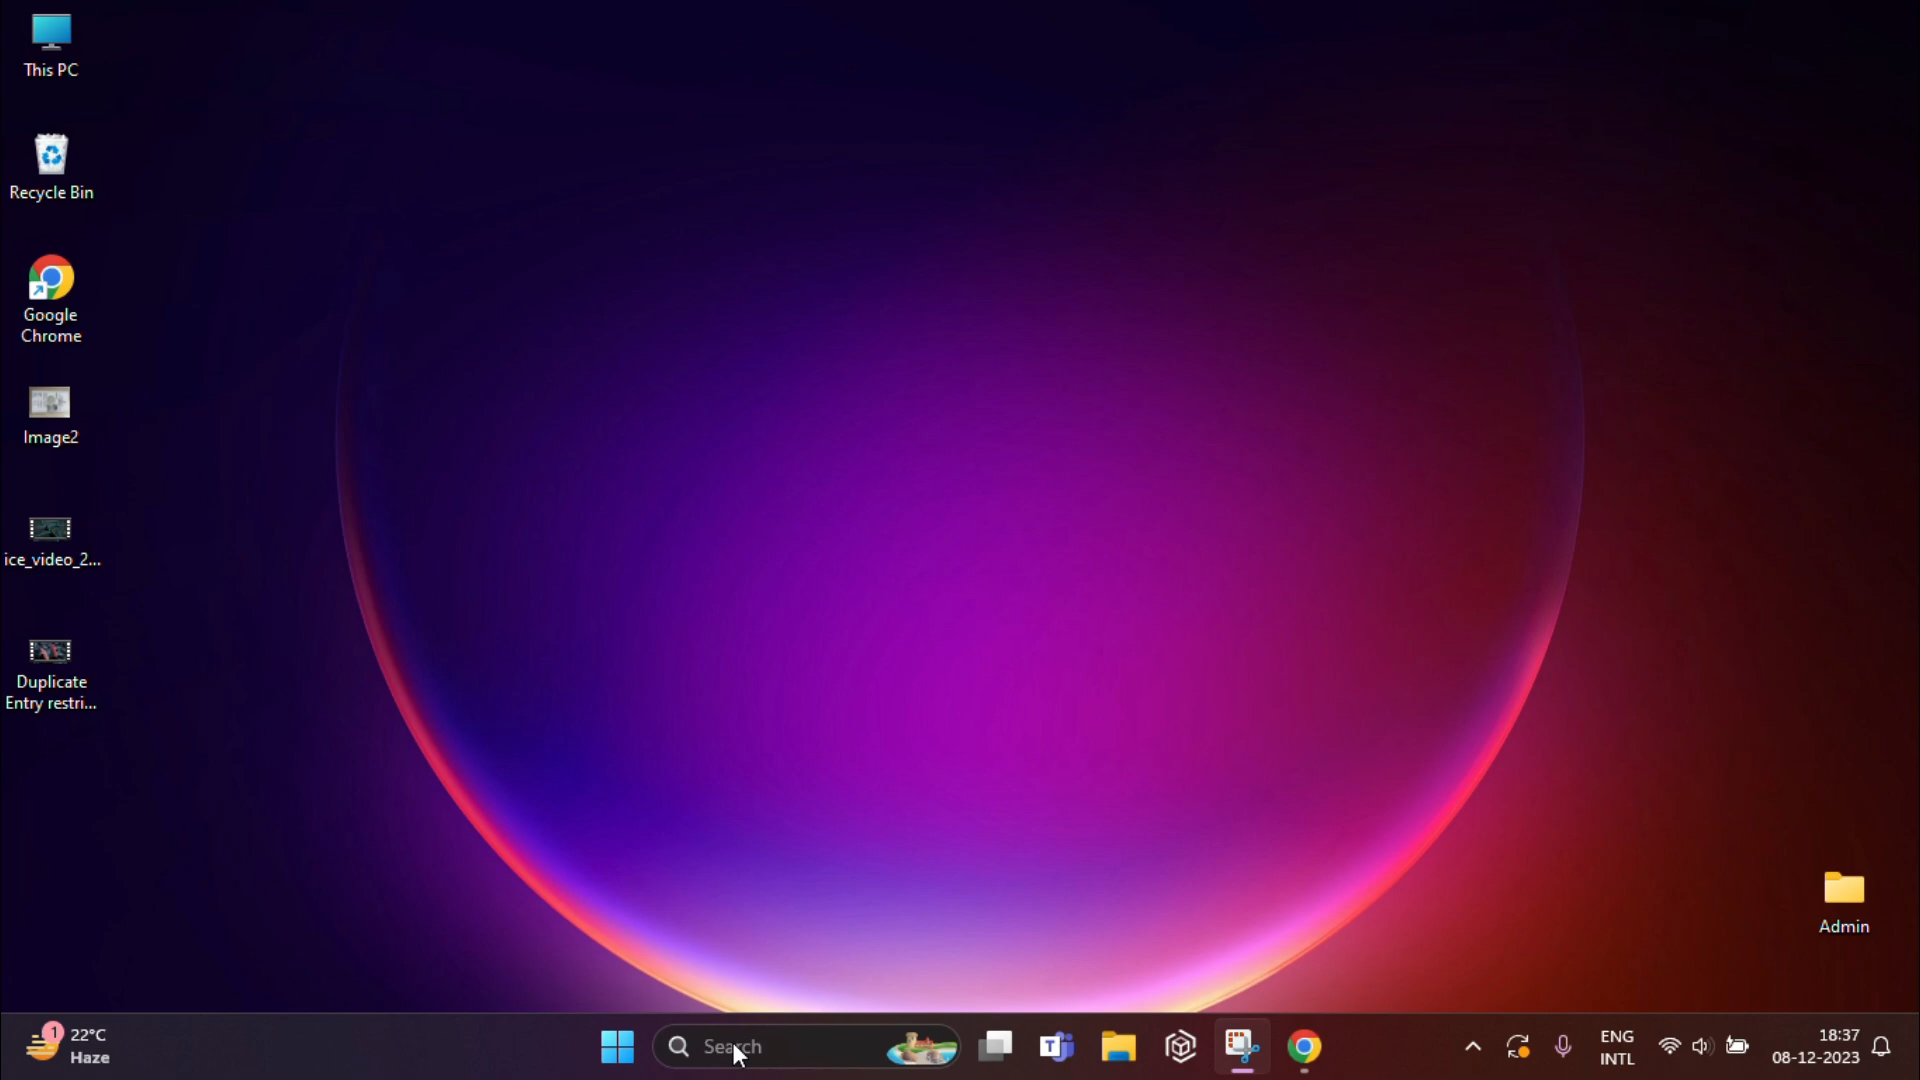 This PC
Recycle Bin
Google
Chrome
Image2
ice_video_2...
Duplicate
Entry restri...
Admin
1
22°C
Haze
Search
T
ENG
INTL
18:37
08-12-2023